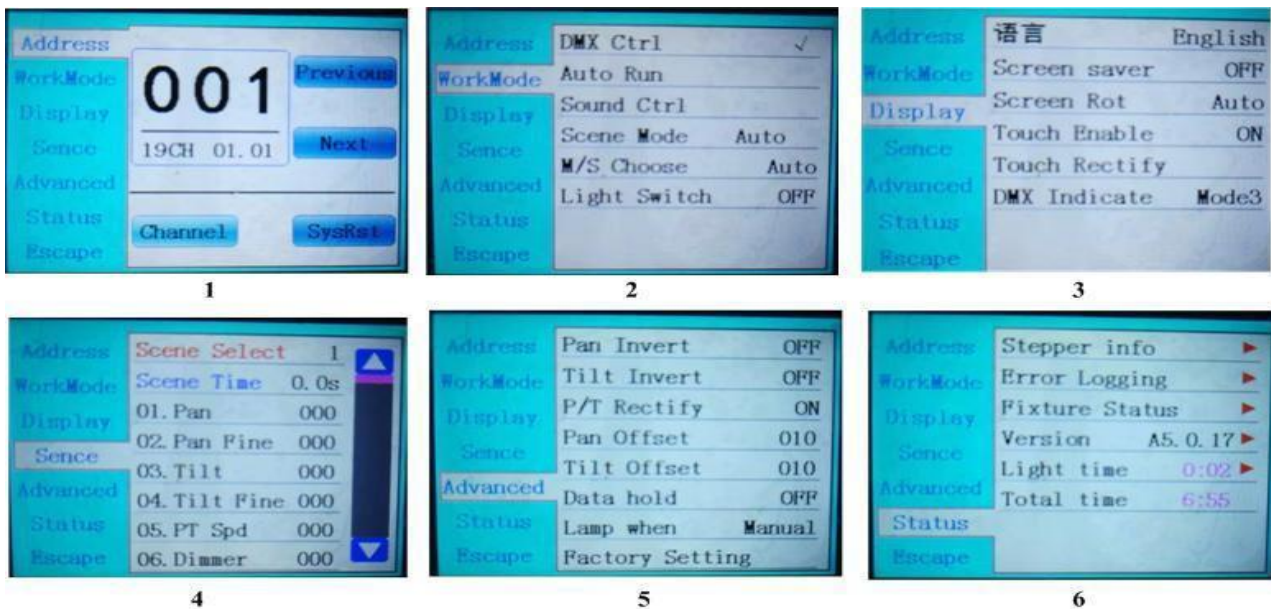 Address
WorkMode
Display
Sence
Advanced
Status
Escape
001
19CH 01.01
Previous
Next
Channel
SysRst
1
Address
WorkMode
Display
Sence
Advanced
Status
Escape
DMX Ctrl ✓
Auto Run
Sound Ctrl
Scene Mode Auto
M/S Choose Auto
Light Switch OFF
2
Address
WorkMode
Display
Sence
Advanced
Status
Escape
语言 English
Screen saver OFF
Screen Rot Auto
Touch Enable ON
Touch Rectify
DMX Indicate Mode3
3
Address
WorkMode
Display
Sence
Advanced
Status
Escape
Scene Select 1
Scene Time 0.0s
01.Pan 000
02.Pan Fine 000
03.Tilt 000
04.Tilt Fine 000
05.PT Spd 000
06.Dimmer 000
4
Address
WorkMode
Display
Sence
Advanced
Status
Escape
Pan Invert OFF
Tilt Invert OFF
P/T Rectify ON
Pan Offset 010
Tilt Offset 010
Data hold OFF
Lamp when Manual
Factory Setting
5
Address
WorkMode
Display
Sence
Advanced
Status
Escape
Stepper info
Error Logging
Fixture Status
Version A5.0.17
Light time 0:02
Total time 6:55
6